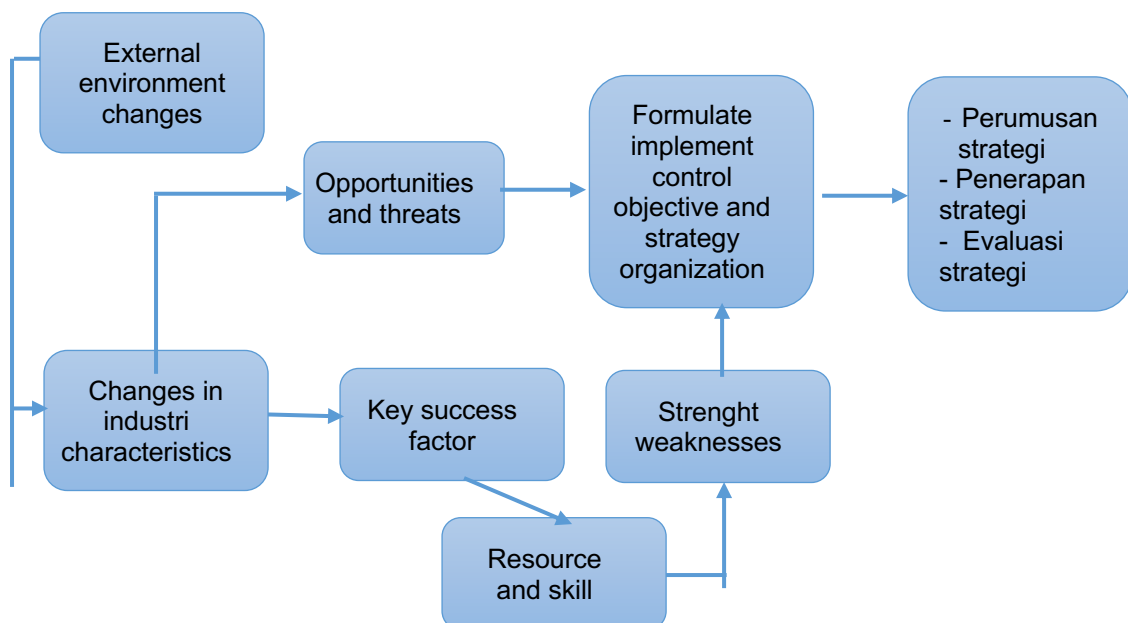 External
environment
changes
Opportunities
and threats
Formulate
implement
control
objective and
strategy
organization
- Perumusan
strategi
- Penerapan
strategi
- Evaluasi
strategi
Changes in
industri
characteristics
Key success
factor
Strenght
weaknesses
Resource
and skill